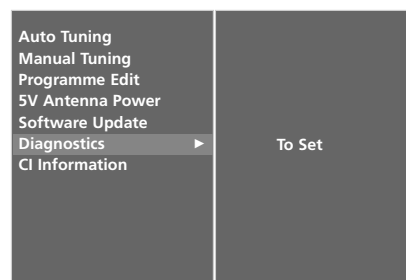 Auto Tuning
Manual Tuning
Programme Edit
5V Antenna Power
Software Update
Diagnostics ►
To Set
CI Information